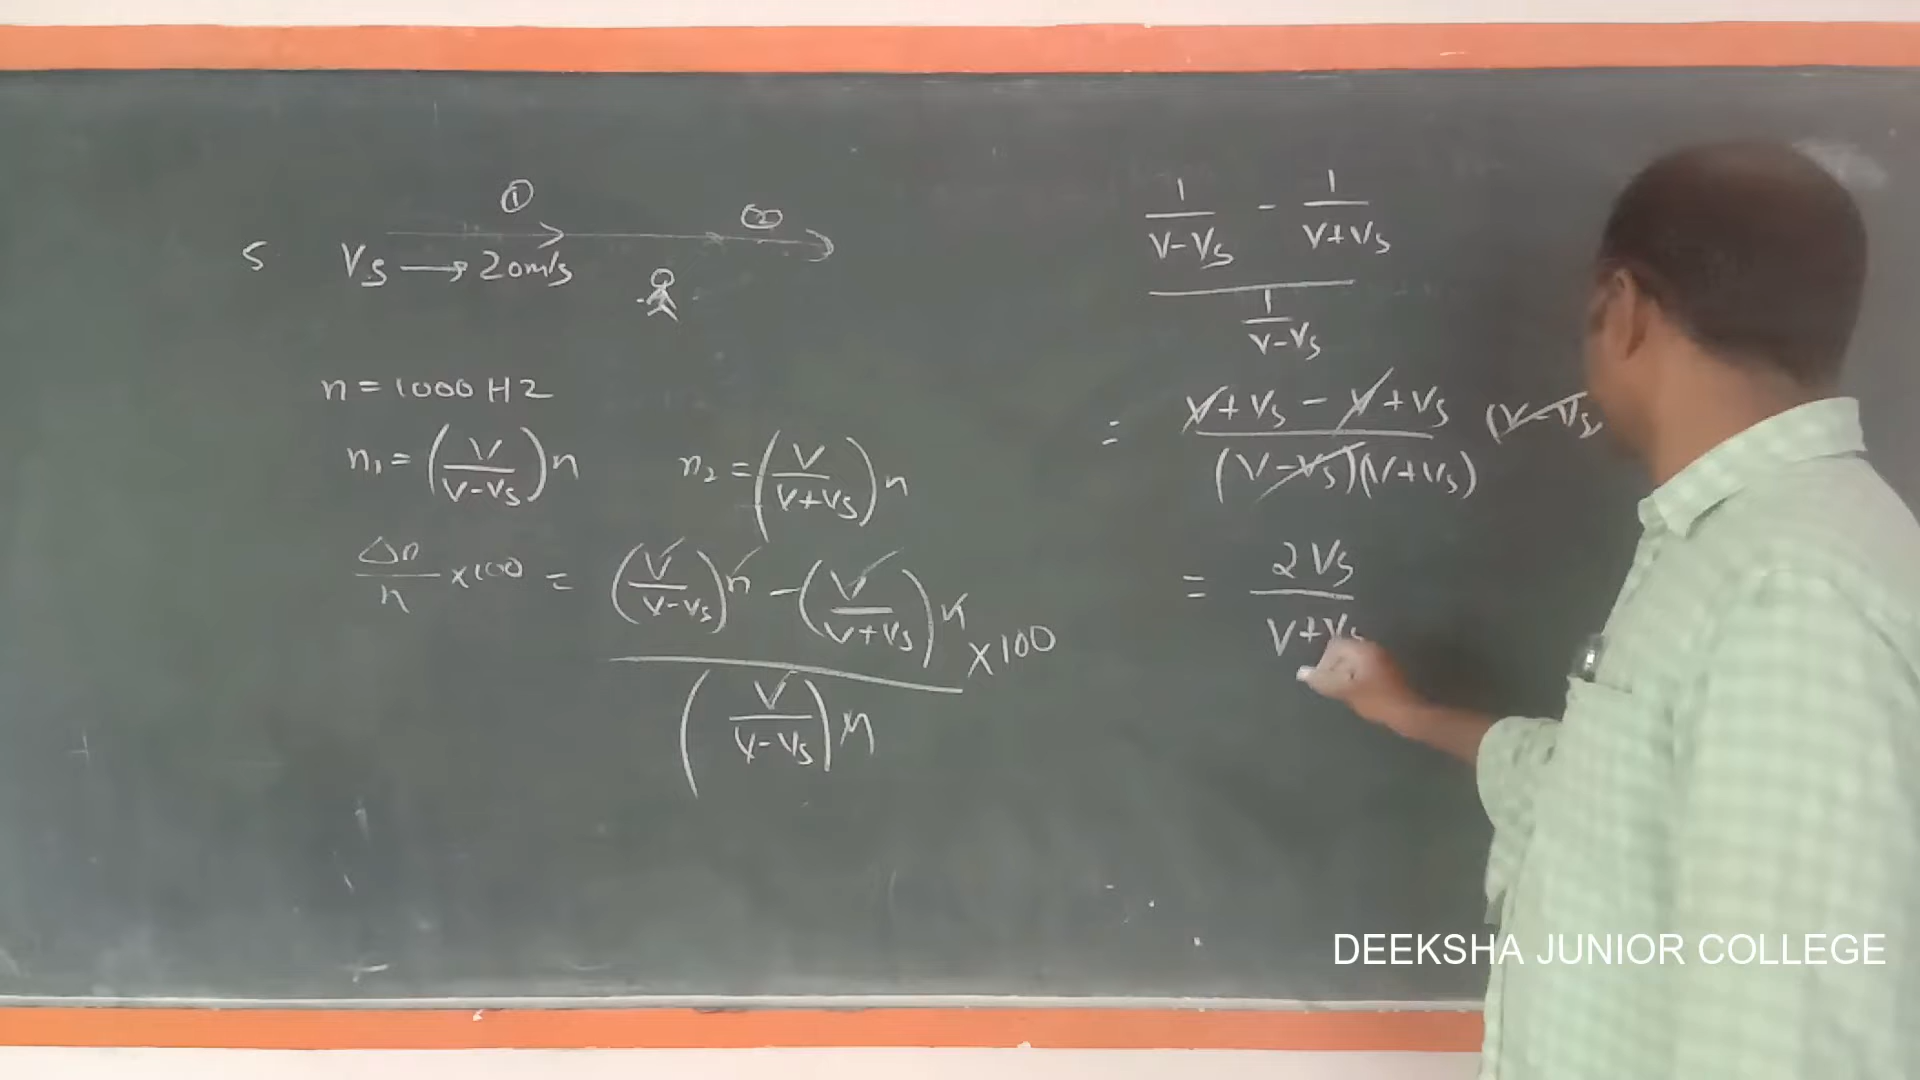 ① ②
S Vs → 20m/s
n = 1000 HZ
n₁ = (V/(V-Vs)) n n₂ = (V/(V+Vs)) n
Δn/n ×100 = ((V/(V-Vs)) n - (V/(V+Vs)) n) / ((V/(V-Vs)) n) ×100
(1/(V-Vs) - 1/(V+Vs)) / (1/(V-Vs))
= (V+Vs - V+Vs) / ((V-Vs)(V+Vs)) (V-Vs
= 2Vs / (V+Vs
DEEKSHA JUNIOR COLLEGE